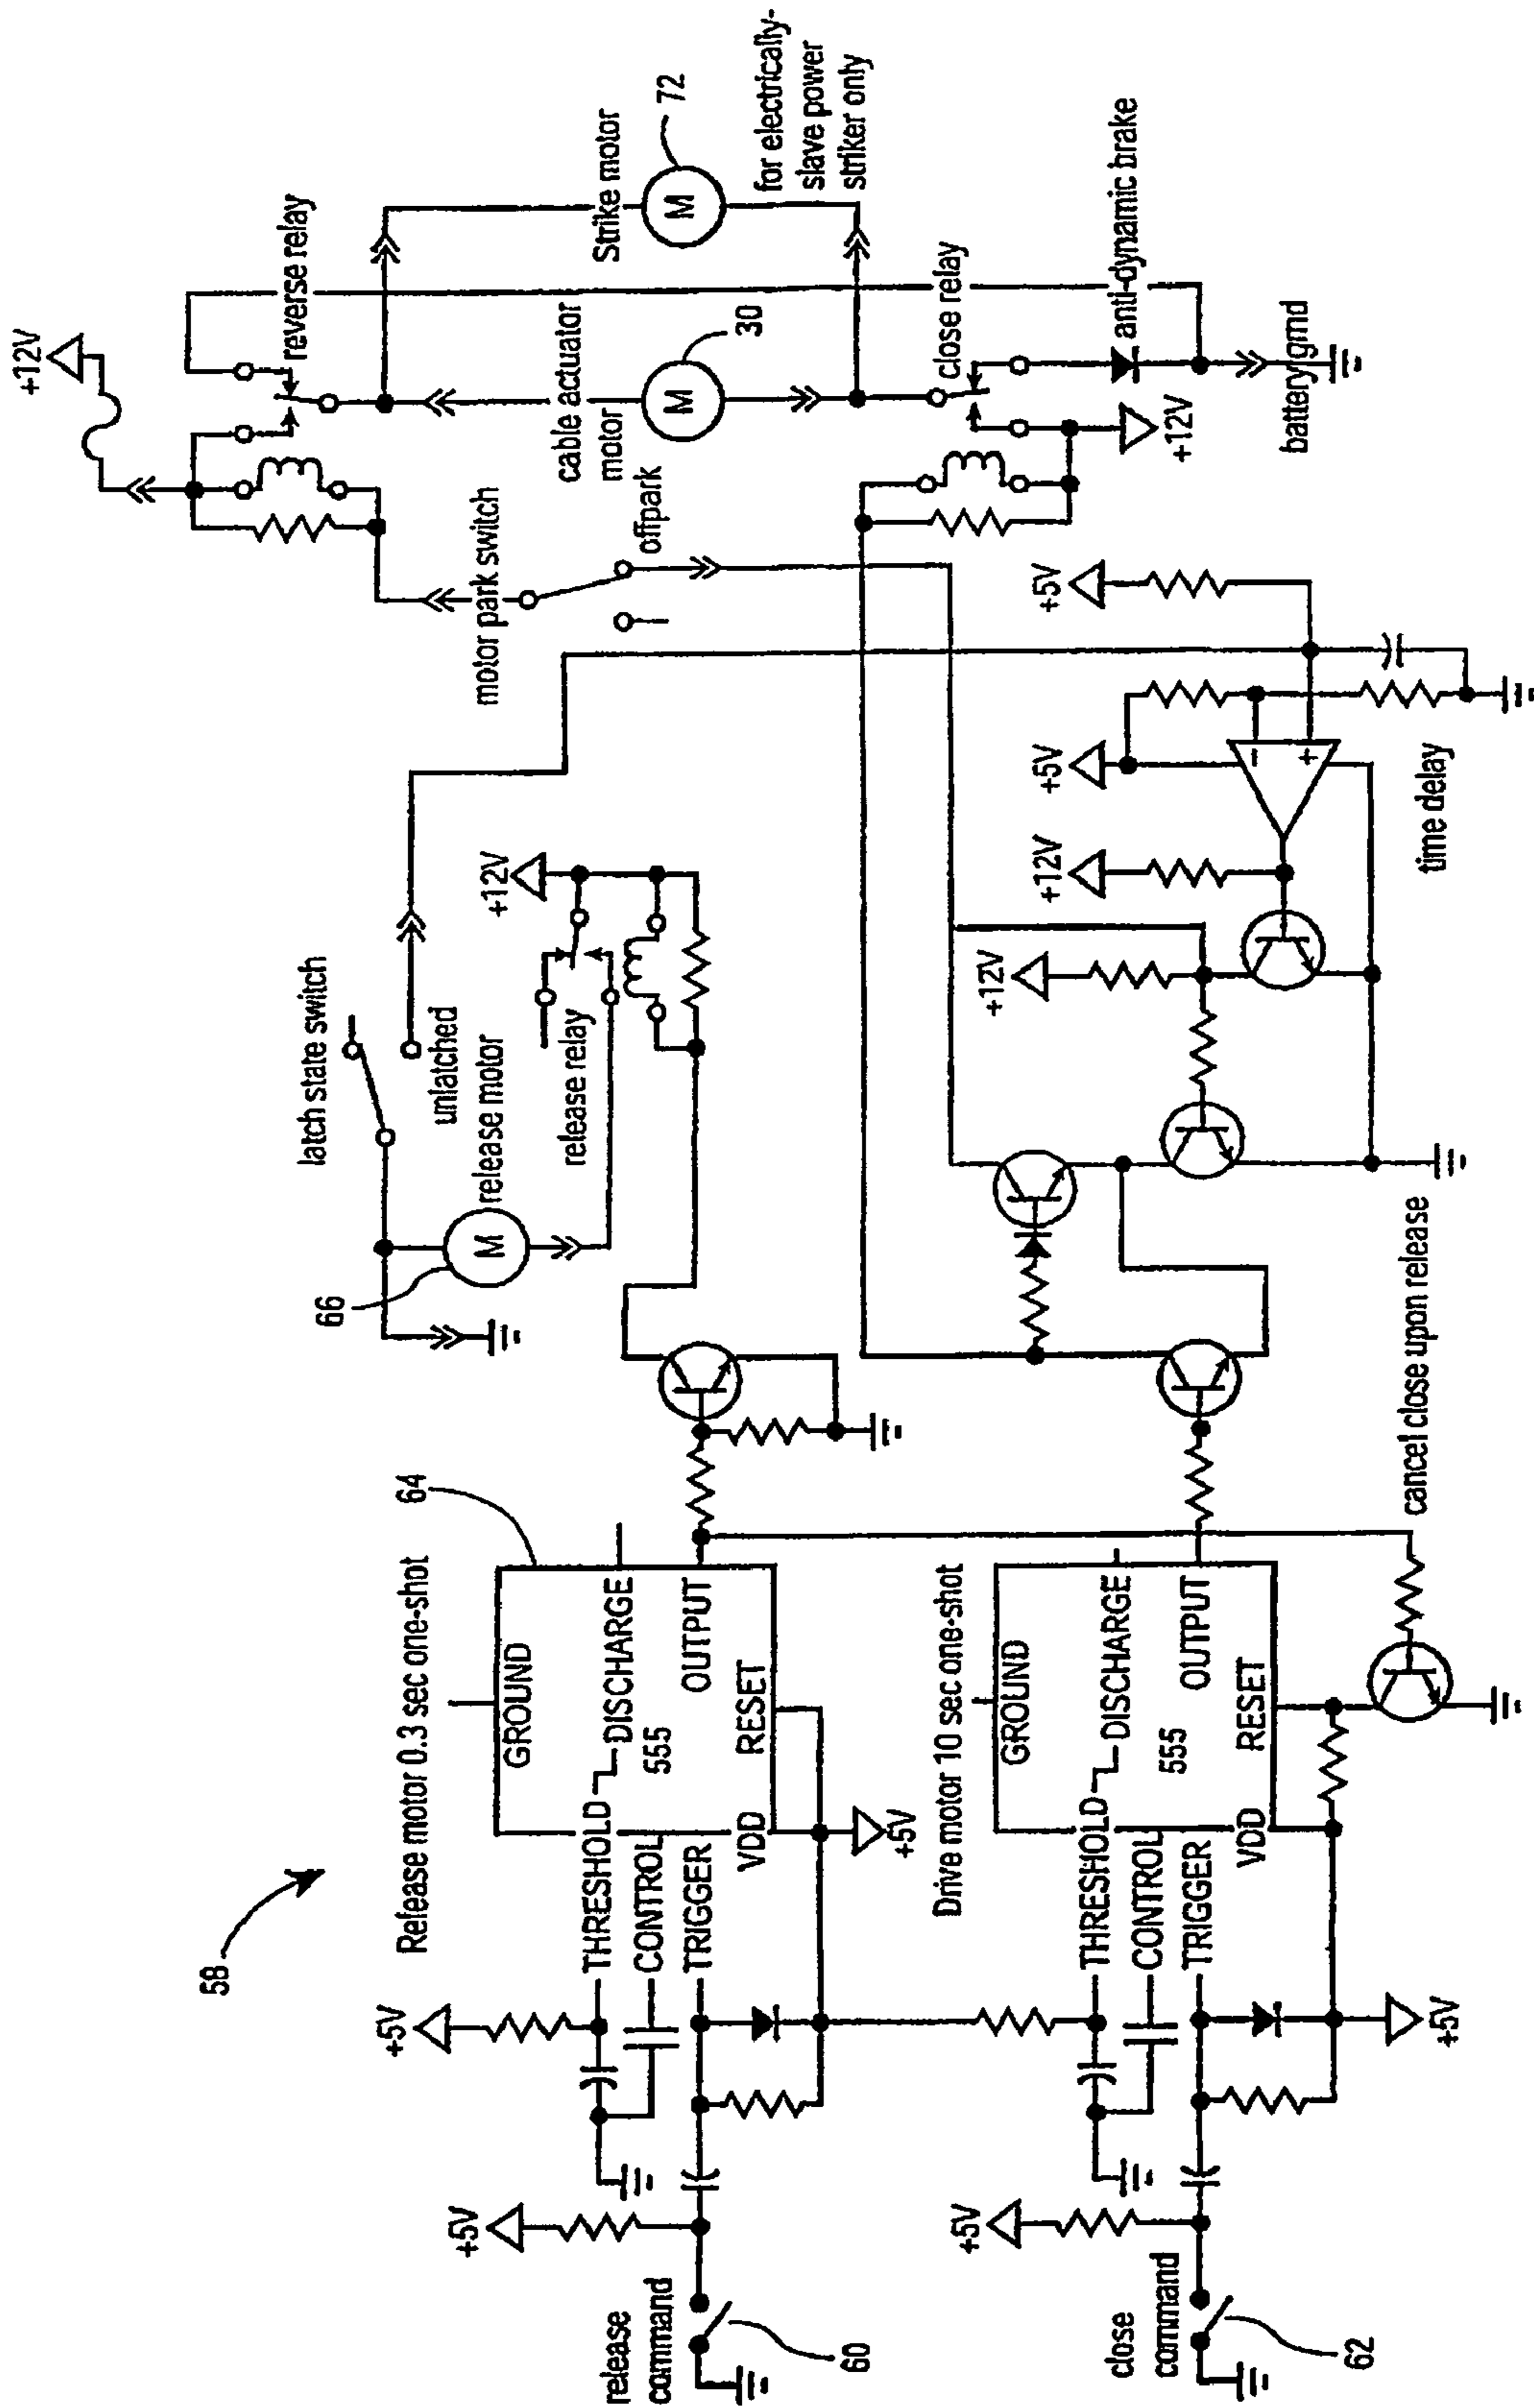 58
release
command
60
+5V
+5V
Release motor 0.3 sec one-shot
64
THRESHOLD
CONTROL
TRIGGER
GROUND
DISCHARGE
555
OUTPUT
VDD
RESET
+5V
close
command
62
+5V
Drive motor 10 sec one-shot
THRESHOLD
CONTROL
TRIGGER
GROUND
DISCHARGE
555
OUTPUT
VDD
RESET
+5V
cancel close upon release
66
M
release motor
latch state switch
unlatched
release relay
+12V
+12V
+12V
+5V
+5V
-
+
time delay
motor park switch
offpark
+12V
reverse relay
cable actuator
motor
M
30
Strike motor
M
72
for electrically-
slave power
striker only
close relay
+12V
anti-dynamic brake
battery grnd